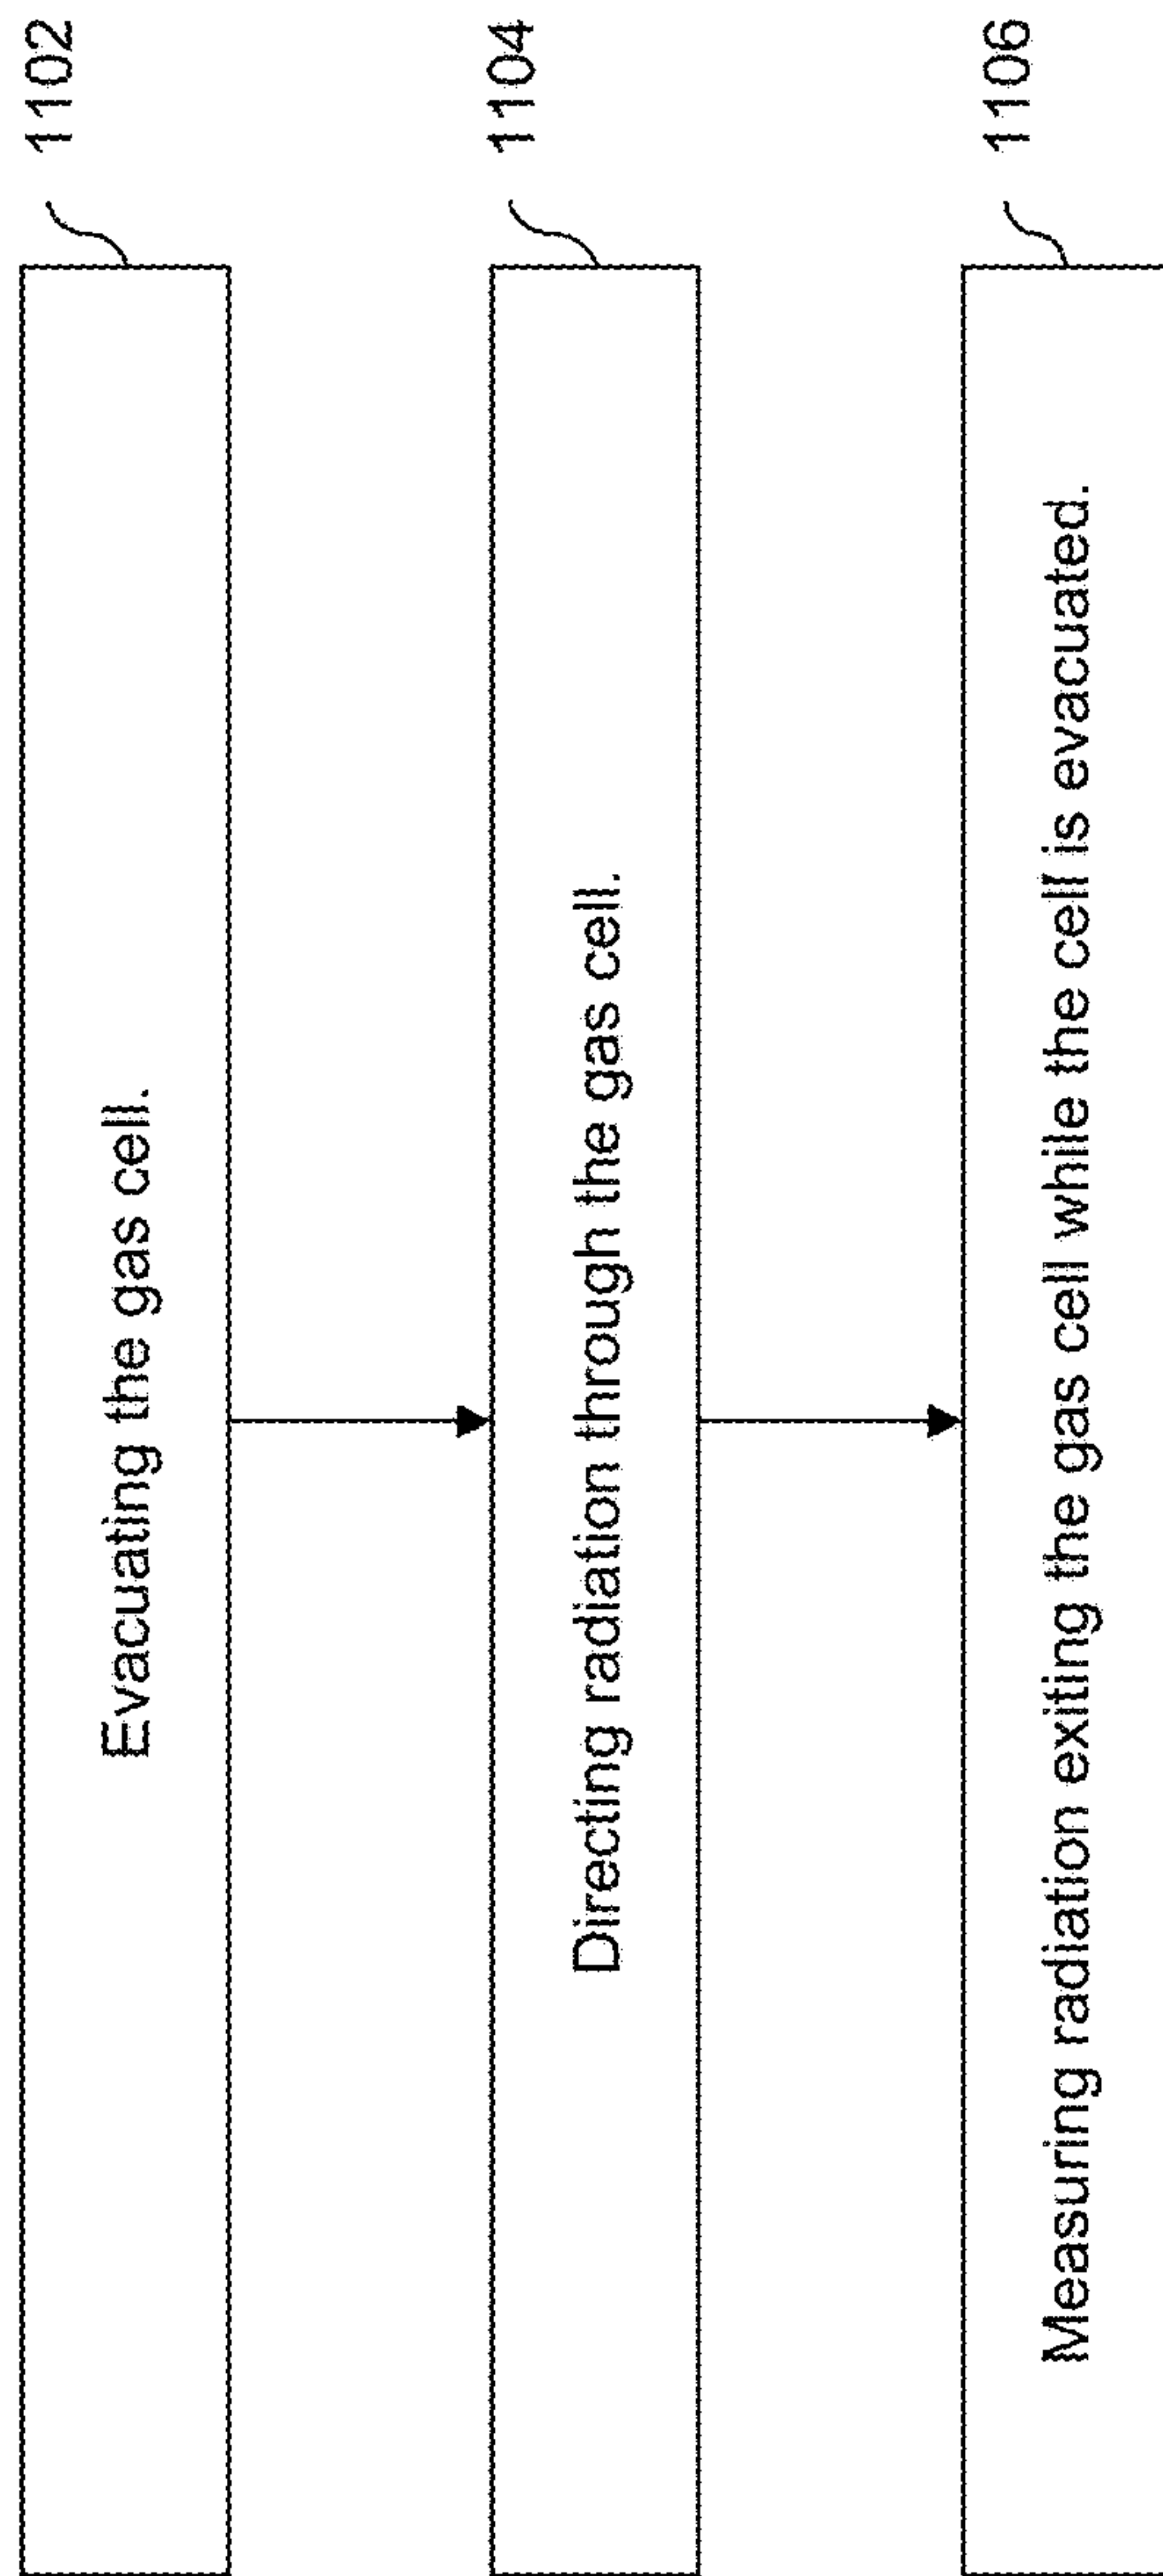 Evacuating the gas cell.
1102
Directing radiation through the gas cell.
1104
Measuring radiation exiting the gas cell while the cell is evacuated.
1106